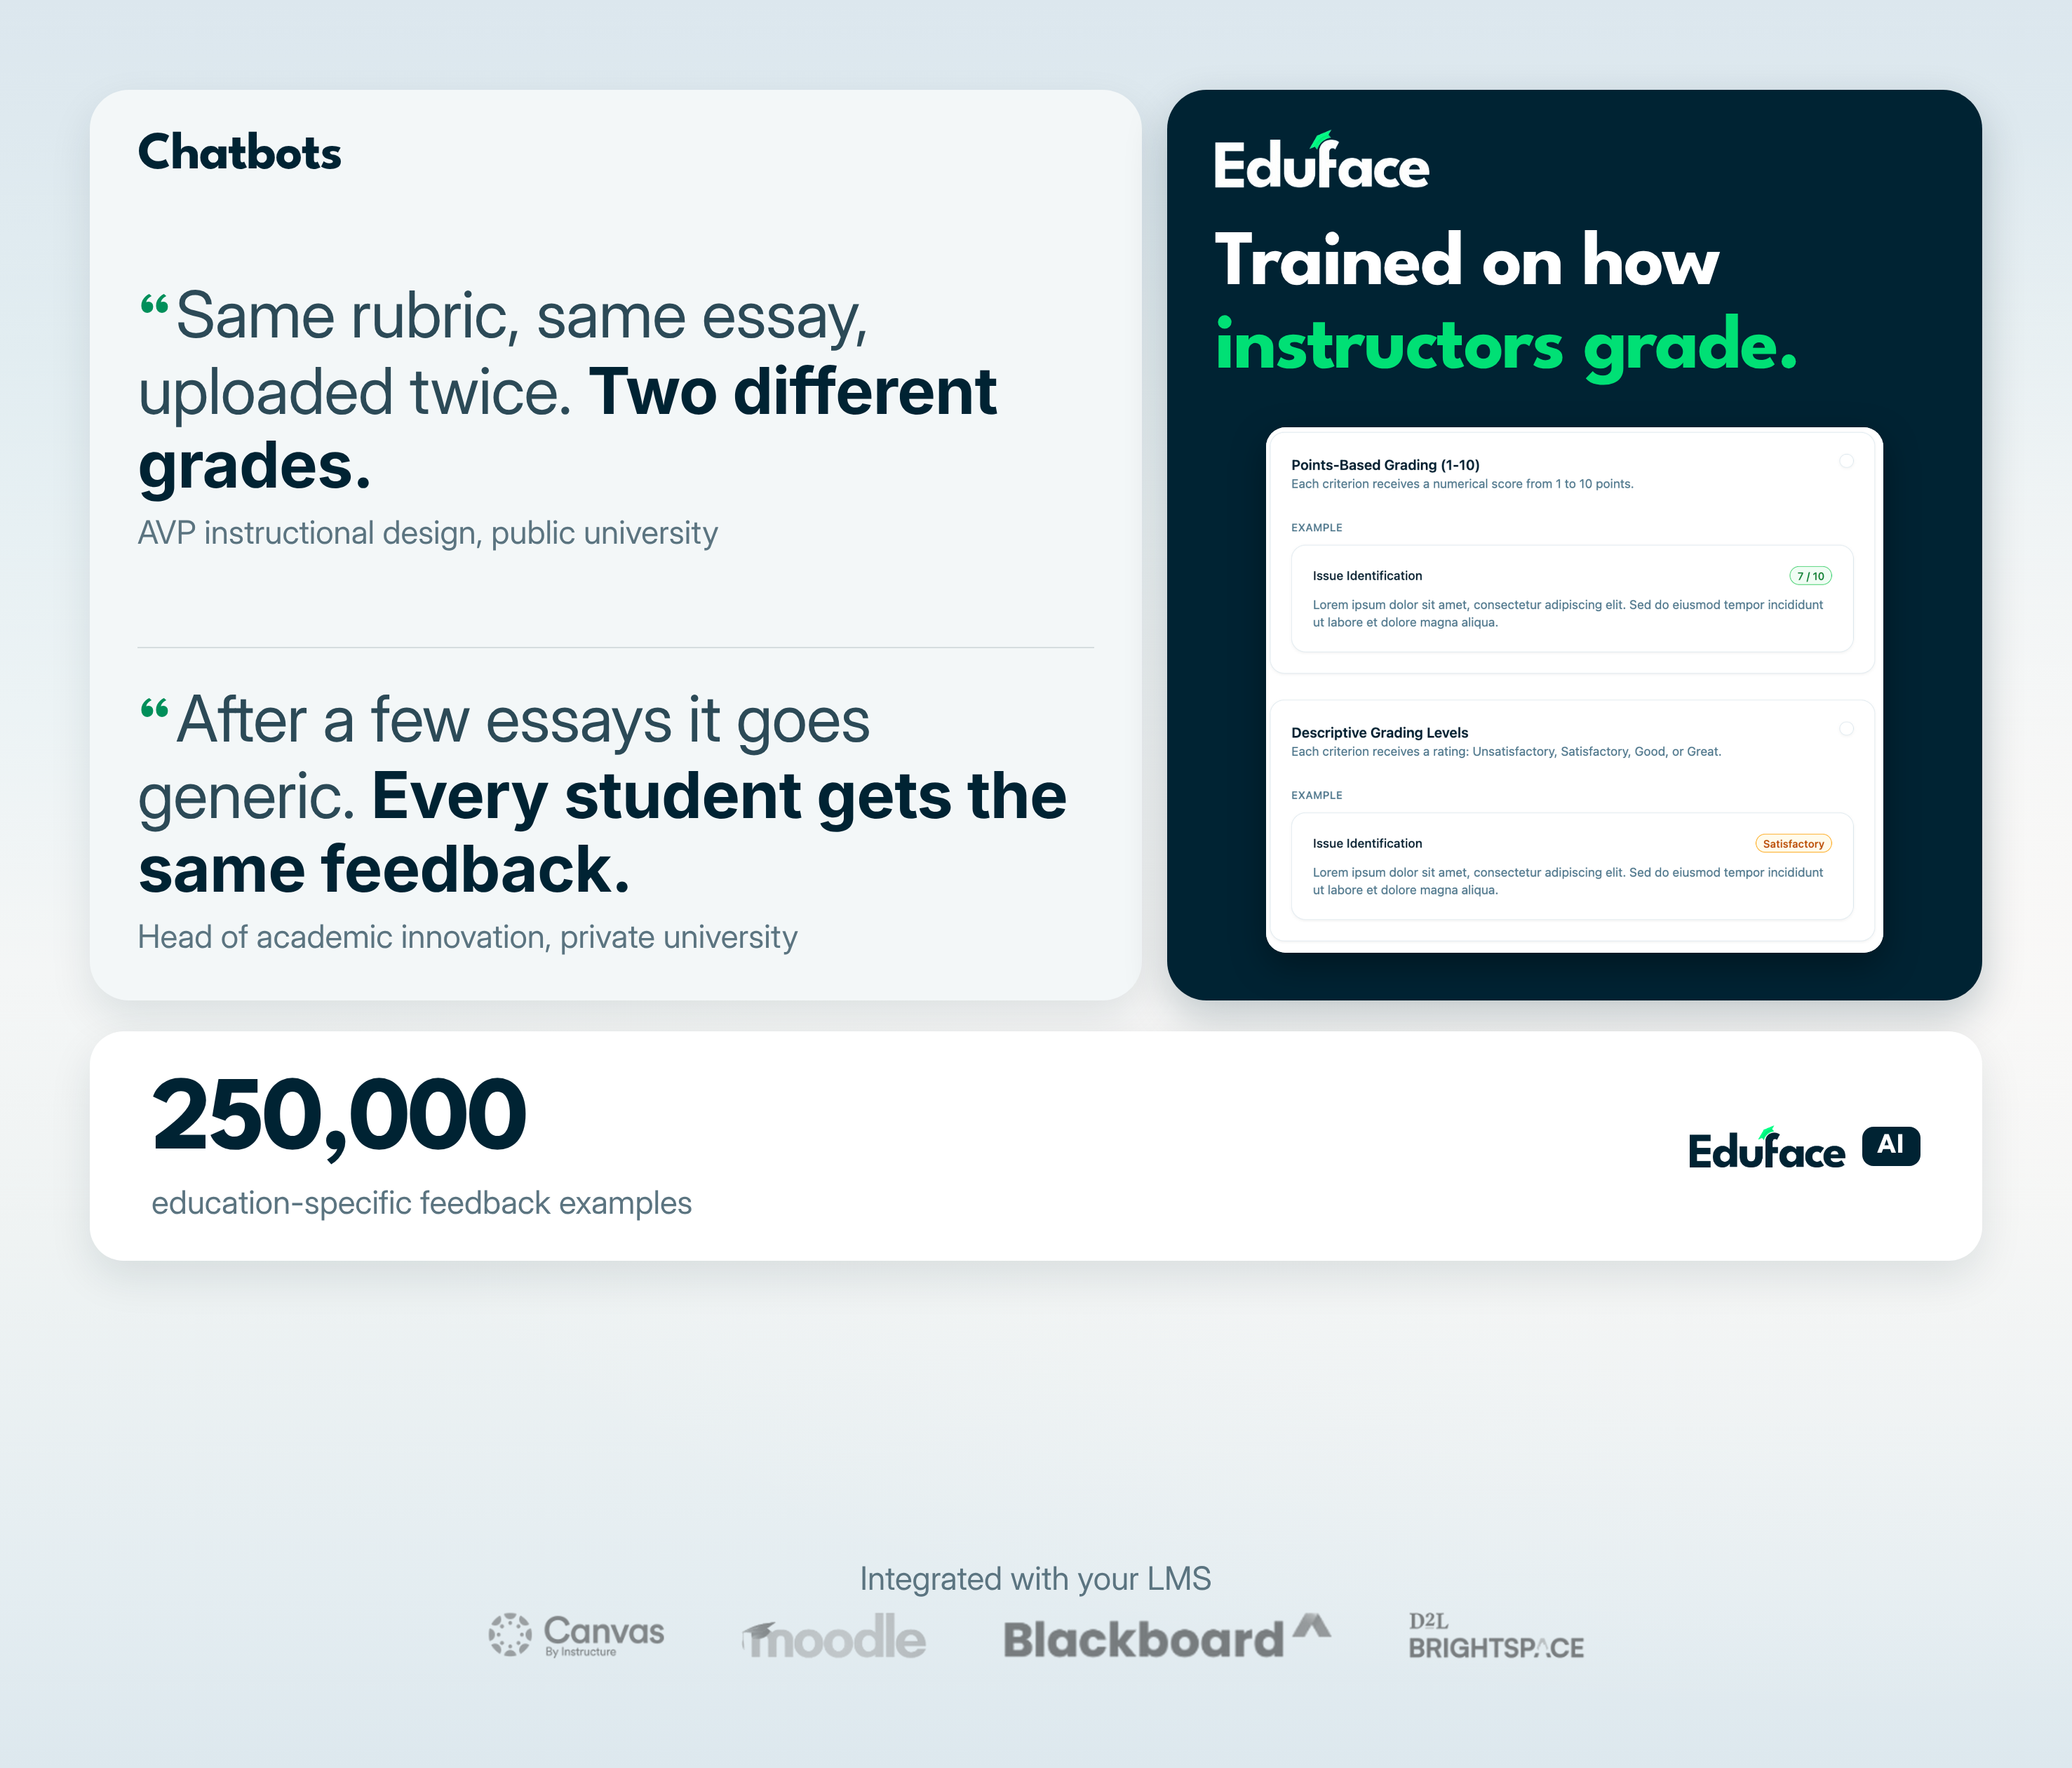 Chatbots
“Same rubric, same essay,
uploaded twice. Two different
grades.
AVP instructional design, public university
“After a few essays it goes
generic. Every student gets the
same feedback.
Head of academic innovation, private university
Eduface
Trained on how
instructors grade.
Points-Based Grading (1-10)
Each criterion receives a numerical score from 1 to 10 points.
EXAMPLE
Issue Identification
7 / 10
Lorem ipsum dolor sit amet, consectetur adipiscing elit. Sed do eiusmod tempor incididunt
ut labore et dolore magna aliqua.
Descriptive Grading Levels
Each criterion receives a rating: Unsatisfactory, Satisfactory, Good, or Great.
EXAMPLE
Issue Identification
Satisfactory
Lorem ipsum dolor sit amet, consectetur adipiscing elit. Sed do eiusmod tempor incididunt
ut labore et dolore magna aliqua.
250,000
education-specific feedback examples
Eduface AI
Integrated with your LMS
Canvas
By Instructure
moodle
Blackboard
D2L
BRIGHTSPACE